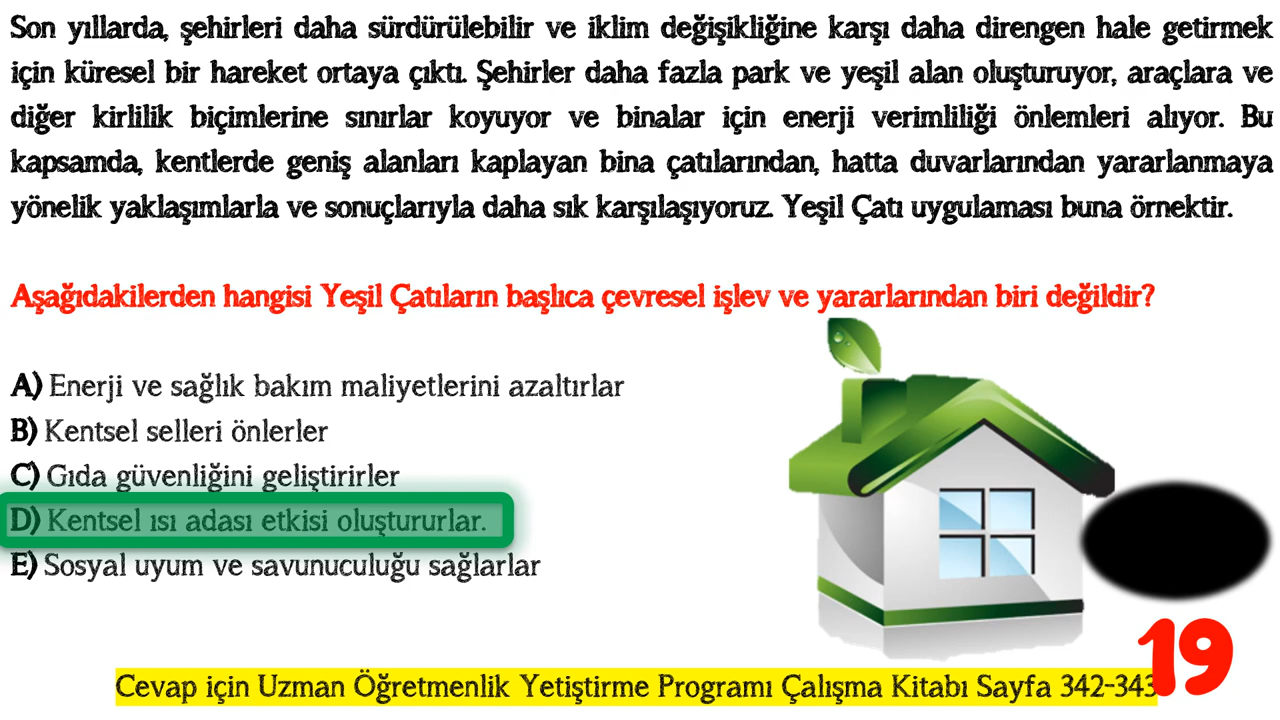 Son yıllarda, şehirleri daha sürdürülebilir ve iklim değişikliğine karşı daha direngen hale getirmek
için küresel bir hareket ortaya çıktı. Şehirler daha fazla park ve yeşil alan oluşturuyor, araçlara ve
diğer kirlilik biçimlerine sınırlar koyuyor ve binalar için enerji verimliliği önlemleri alıyor. Bu
kapsamda, kentlerde geniş alanları kaplayan bina çatılarından, hatta duvarlarından yararlanmaya
yönelik yaklaşımlarla ve sonuçlarıyla daha sık karşılaşıyoruz. Yeşil Çatı uygulaması buna örnektir.
Aşağıdakilerden hangisi Yeşil Çatıların başlıca çevresel işlev ve yararlarından biri değildir?
A) Enerji ve sağlık bakım maliyetlerini azaltırlar
B) Kentsel selleri önlerler
C) Gıda güvenliğini geliştirirler
D) Kentsel ısı adası etkisi oluştururlar.
E) Sosyal uyum ve savunuculuğu sağlarlar
19
Cevap için Uzman Öğretmenlik Yetiştirme Programı Çalışma Kitabı Sayfa 342-343